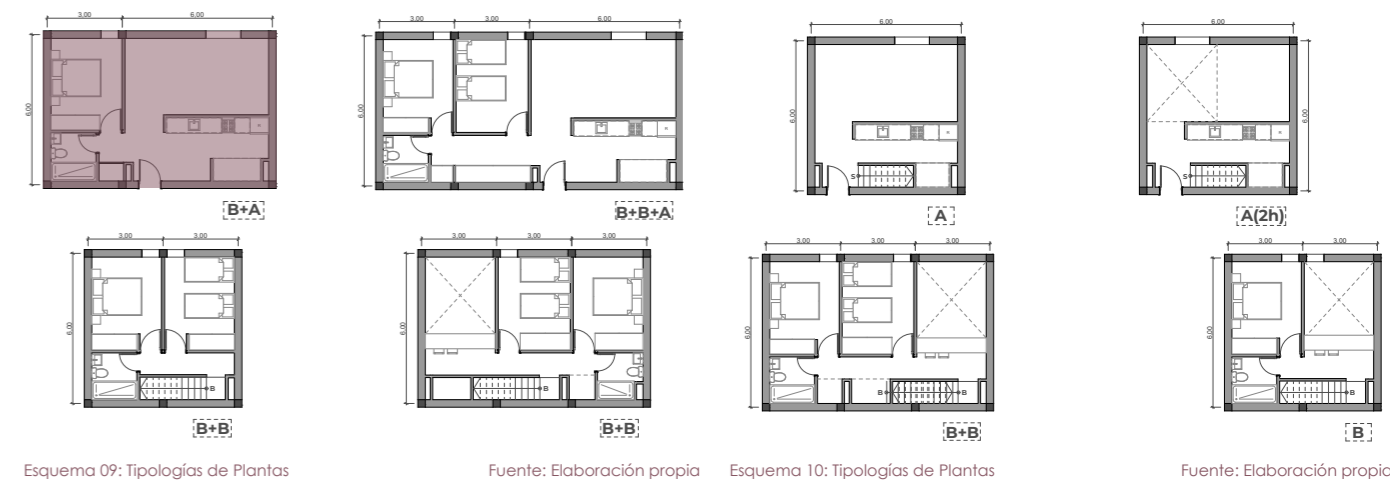 3.00 6.00
6.00
B+A
3.00 3.00 6.00
6.00
B+B+A
6.00
6.00
S
A
6.00
6.00
S
A(2h)
3.00 3.00
6.00
B
B+B
3.00 3.00 3.00
6.00
B
B+B
3.00 3.00 3.00
6.00
B B
B+B
3.00 3.00
6.00
B
B
Esquema 09: Tipologías de Plantas
Fuente: Elaboración propia
Esquema 10: Tipologías de Plantas
Fuente: Elaboración propia